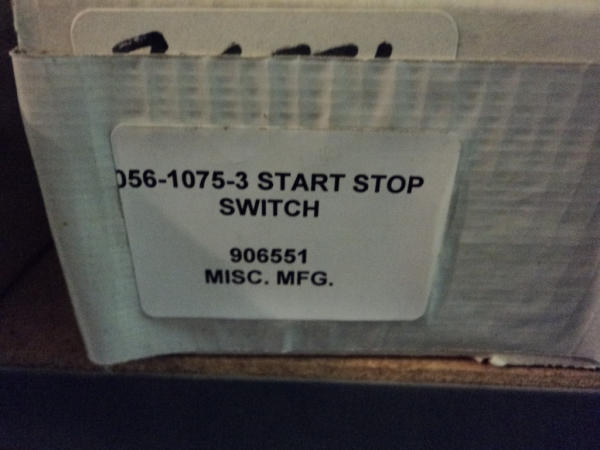 056-1075-3 START STOP
SWITCH
906551
MISC. MFG.